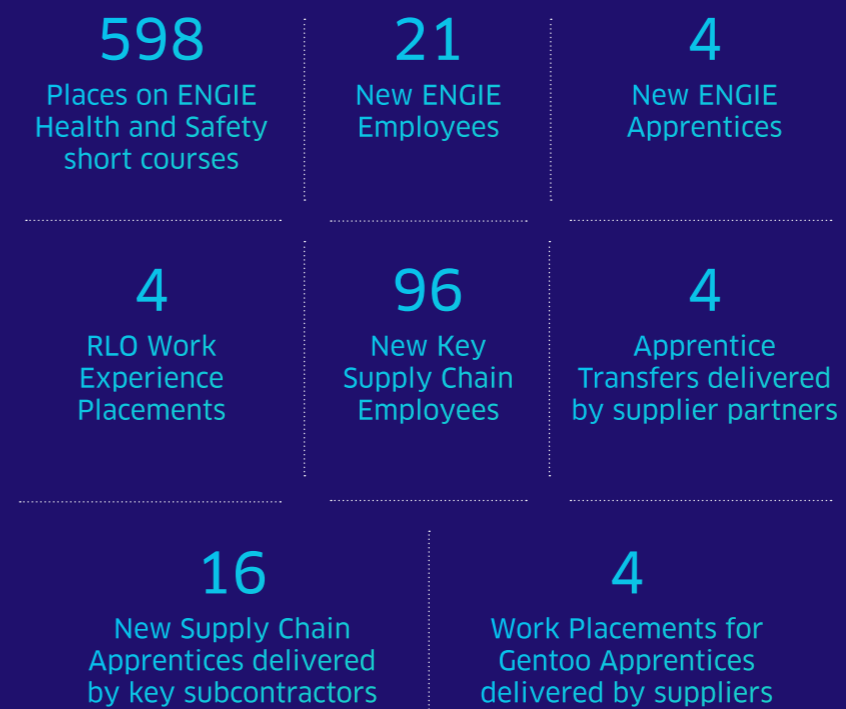 598
Places on ENGIE
Health and Safety
short courses
21
New ENGIE
Employees
4
New ENGIE
Apprentices
4
RLO Work
Experience
Placements
96
New Key
Supply Chain
Employees
4
Apprentice
Transfers delivered
by supplier partners
16
New Supply Chain
Apprentices delivered
by key subcontractors
4
Work Placements for
Gentoo Apprentices
delivered by suppliers